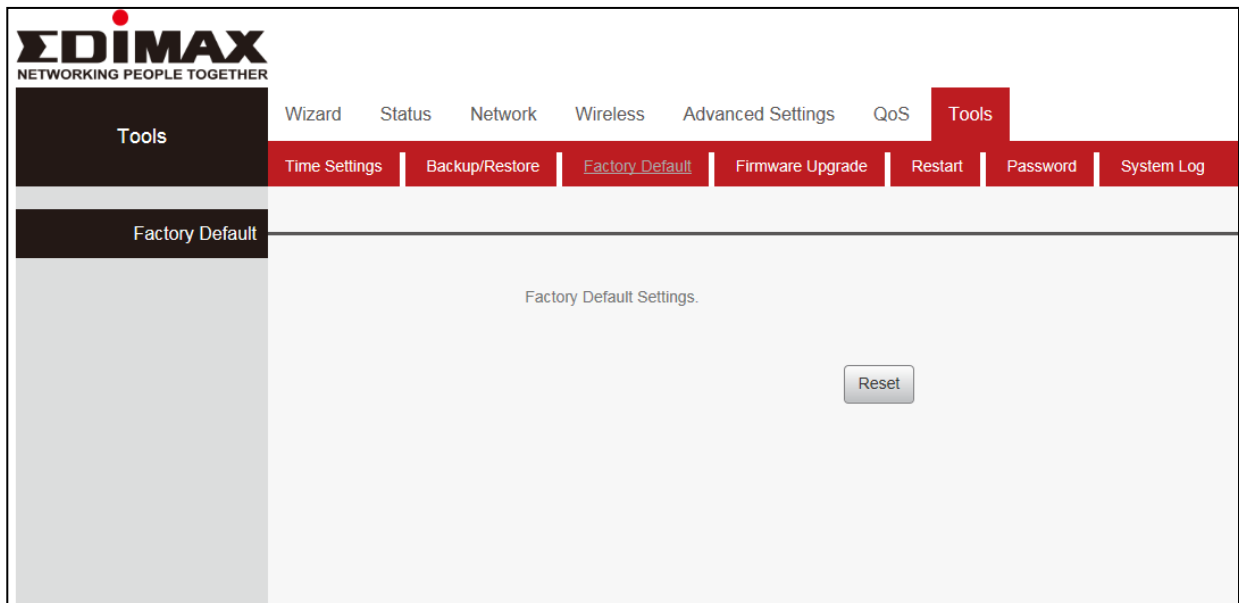 EDIMAX
NETWORKING PEOPLE TOGETHER
Tools
Wizard Status Network Wireless Advanced Settings QoS Tools
Time Settings Backup/Restore Factory Default Firmware Upgrade Restart Password System Log
Factory Default
Factory Default Settings.
Reset